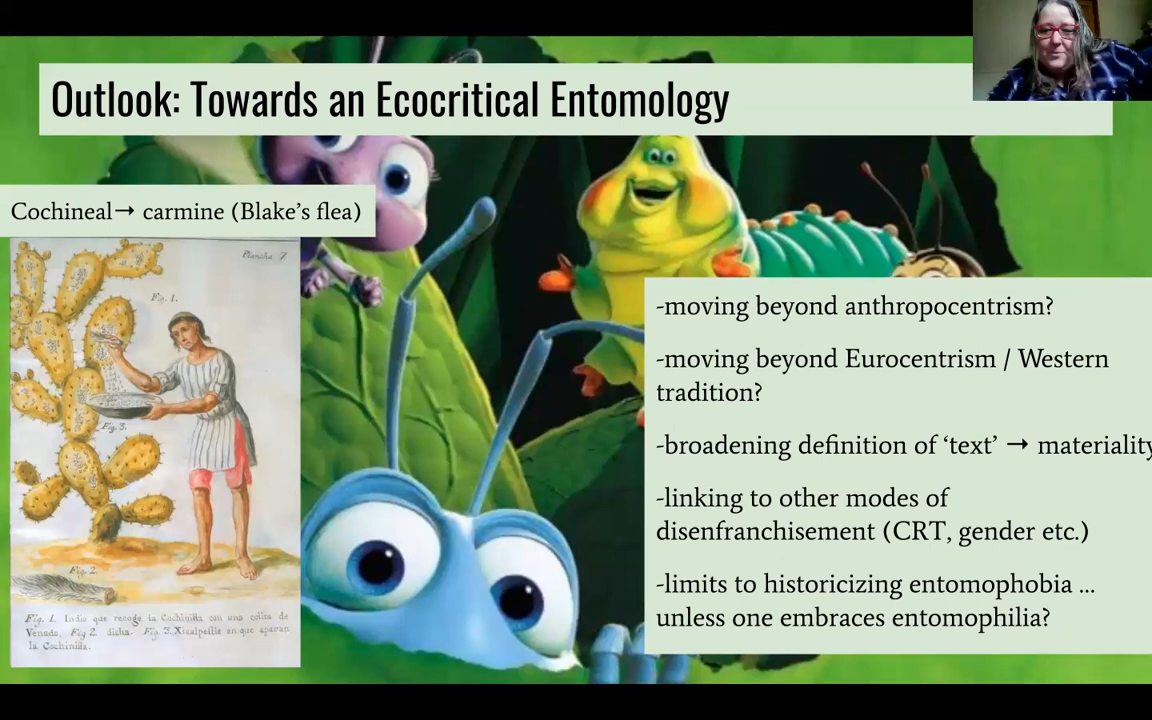 Outlook: Towards an Ecocritical Entomology
Cochineal→ carmine (Blake's flea)
Plancha 7
Fig. 1.
Fig. 3.
Fig. 2.
Fig. 1. Indio que recoge la Cochinilla con una colita de
Venado. Fig 2. dicha. Fig. 3. Xicalpestle en que aparan
la Cochinilla.
-moving beyond anthropocentrism?
-moving beyond Eurocentrism / Western
tradition?
-broadening definition of ‘text’ → materiality
-linking to other modes of
disenfranchisement (CRT, gender etc.)
-limits to historicizing entomophobia ...
unless one embraces entomophilia?